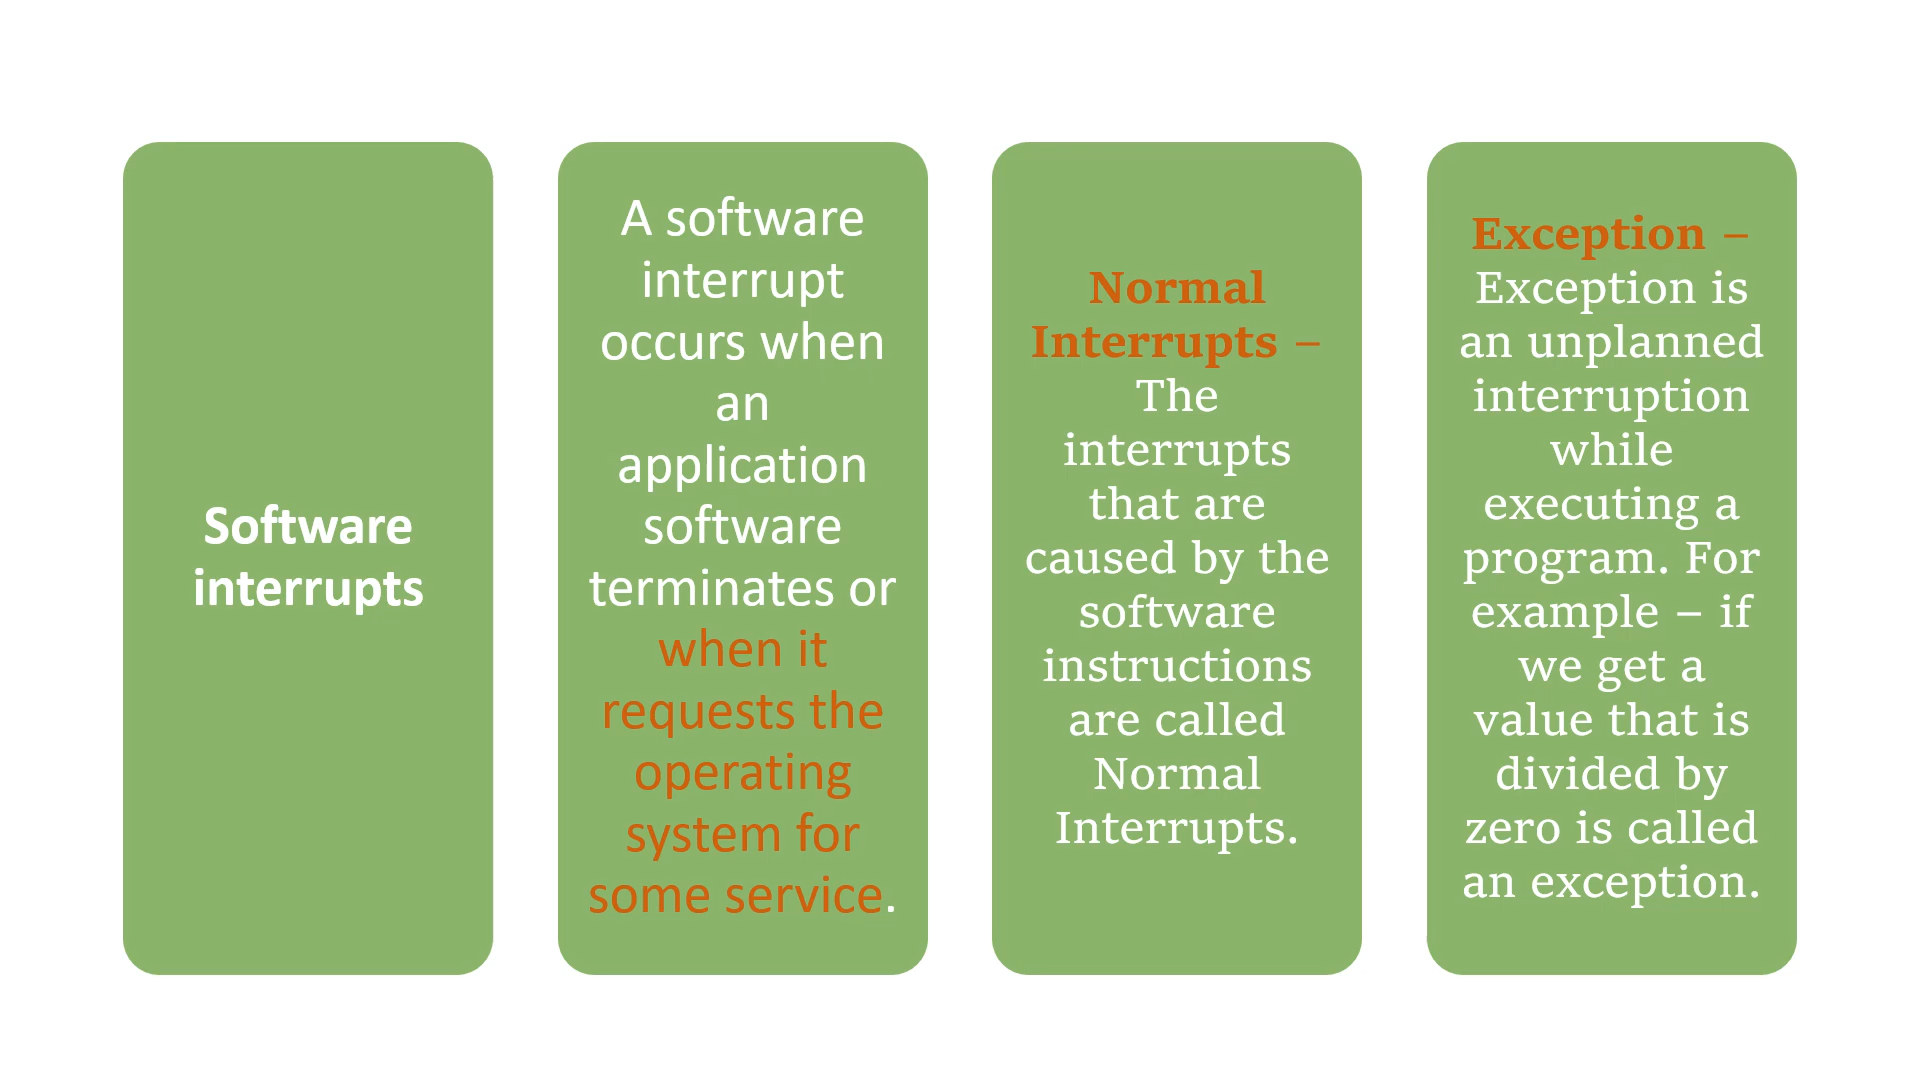 Software
interrupts
A software
interrupt
occurs when
an
application
software
terminates or
when it
requests the
operating
system for
some service.
Normal
Interrupts –
The
interrupts
that are
caused by the
software
instructions
are called
Normal
Interrupts.
Exception –
Exception is
an unplanned
interruption
while
executing a
program. For
example – if
we get a
value that is
divided by
zero is called
an exception.